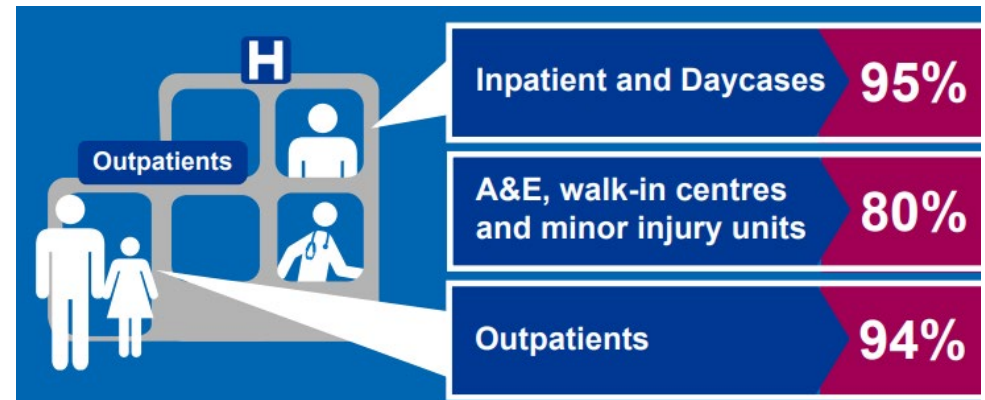 H
Outpatients
Inpatient and Daycases 95%
A&E, walk-in centres
and minor injury units 80%
Outpatients 94%